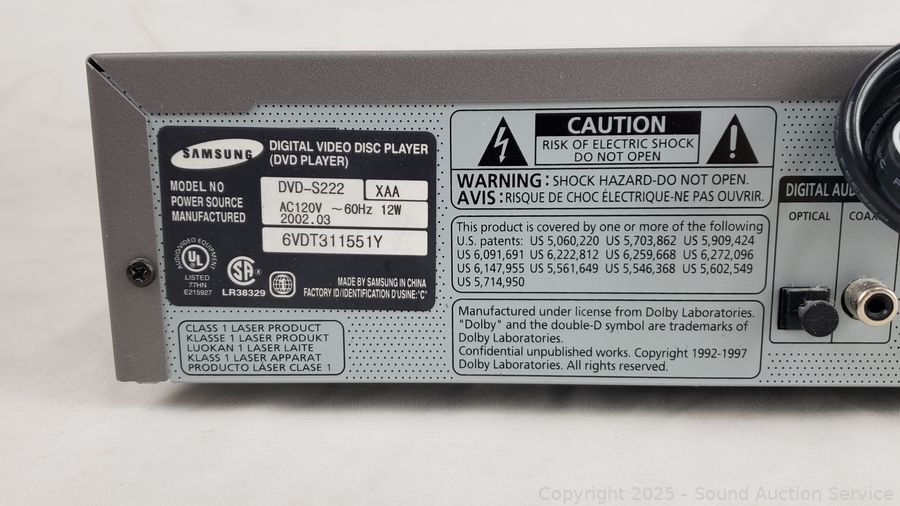 SAMSUNG
DIGITAL VIDEO DISC PLAYER
(DVD PLAYER)
MODEL NO DVD-S222 XAA
POWER SOURCE AC120V ~60Hz 12W
MANUFACTURED 2002.03
6VDT311551Y
AUDIO/VIDEO EQUIPMENT
UL
LISTED
77HN
E215927
SA
LR38329
MADE BY SAMSUNG IN CHINA
FACTORY ID/IDENTIFICATION D'USINE:"C"
CLASS 1 LASER PRODUCT
KLASSE 1 LASER PRODUKT
LUOKAN 1 LASER LAITE
KLASS 1 LASER APPARAT
PRODUCTO LÁSER CLASE 1
CAUTION
RISK OF ELECTRIC SHOCK
DO NOT OPEN
WARNING : SHOCK HAZARD-DO NOT OPEN.
AVIS : RISQUE DE CHOC ÉLECTRIQUE-NE PAS OUVRIR.
This product is covered by one or more of the following
U.S. patents: US 5,060,220 US 5,703,862 US 5,909,424
US 6,091,691 US 6,222,812 US 6,259,668 US 6,272,096
US 6,147,955 US 5,561,649 US 5,546,368 US 5,602,549
US 5,714,950
Manufactured under license from Dolby Laboratories.
"Dolby" and the double-D symbol are trademarks of
Dolby Laboratories.
Confidential unpublished works. Copyright 1992-1997
Dolby Laboratories. All rights reserved.
DIGITAL AUD
OPTICAL COAX
Copyright 2025 - Sound Auction Service